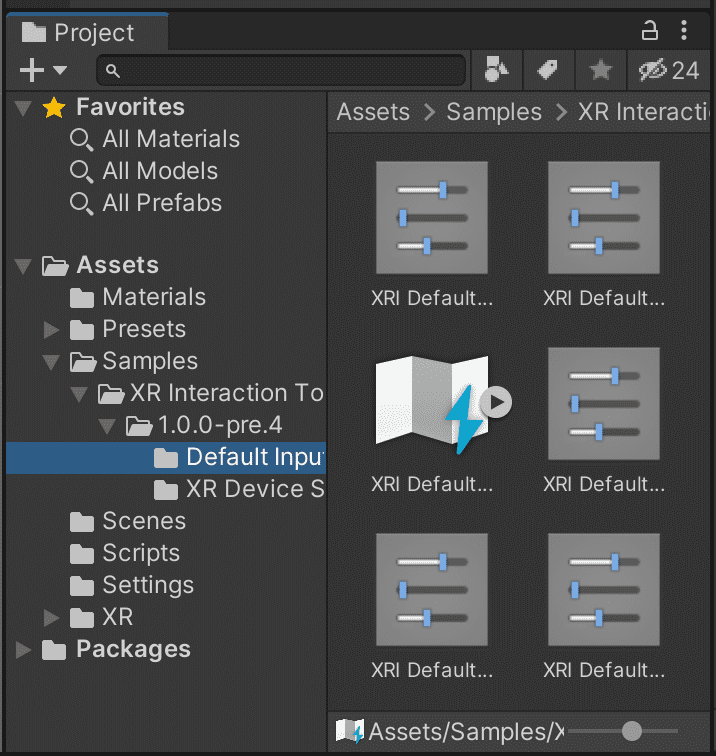 Project
24
Favorites
All Materials
All Models
All Prefabs
Assets
Materials
Presets
Samples
XR Interaction To
1.0.0-pre.4
Default Input
XR Device S
Scenes
Scripts
Settings
XR
Packages
Assets > Samples > XR Interacti
XRI Default... XRI Default...
XRI Default... XRI Default...
XRI Default... XRI Default...
Assets/Samples/X